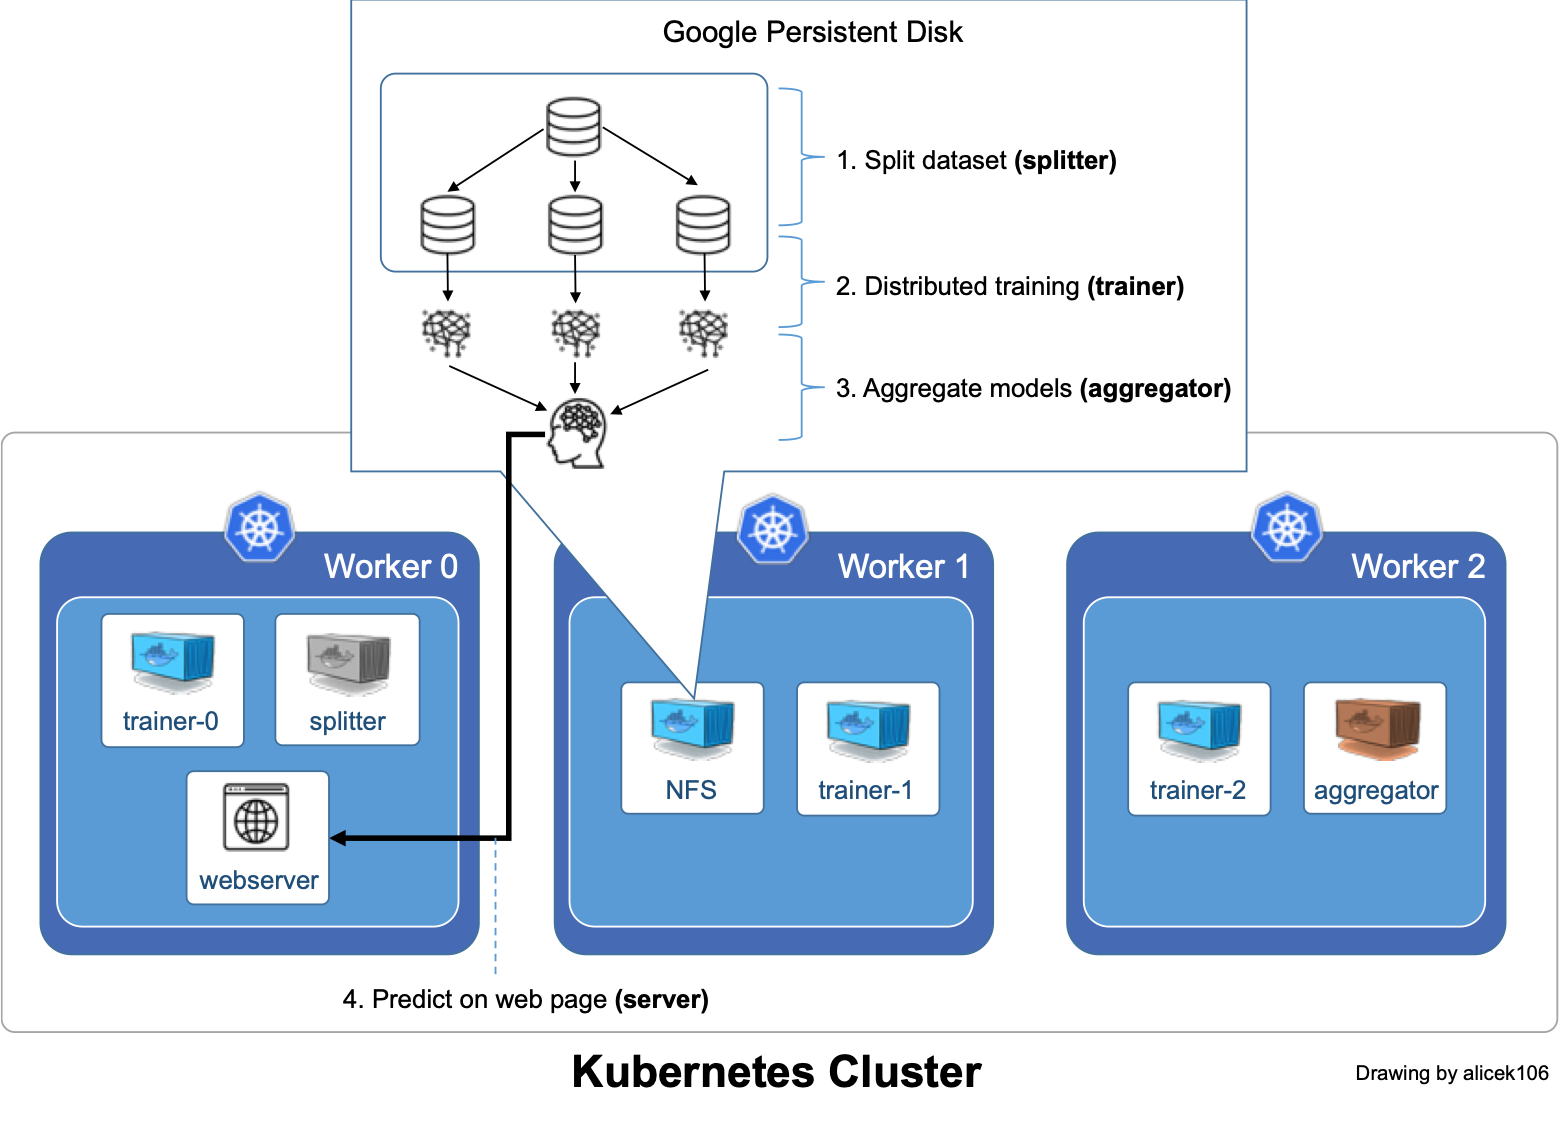 Google Persistent Disk
1. Split dataset (splitter)
2. Distributed training (trainer)
3. Aggregate models (aggregator)
Worker 0
Worker 1
Worker 2
trainer-0
splitter
webserver
NFS
trainer-1
trainer-2
aggregator
4. Predict on web page (server)
Kubernetes Cluster
Drawing by alicek106